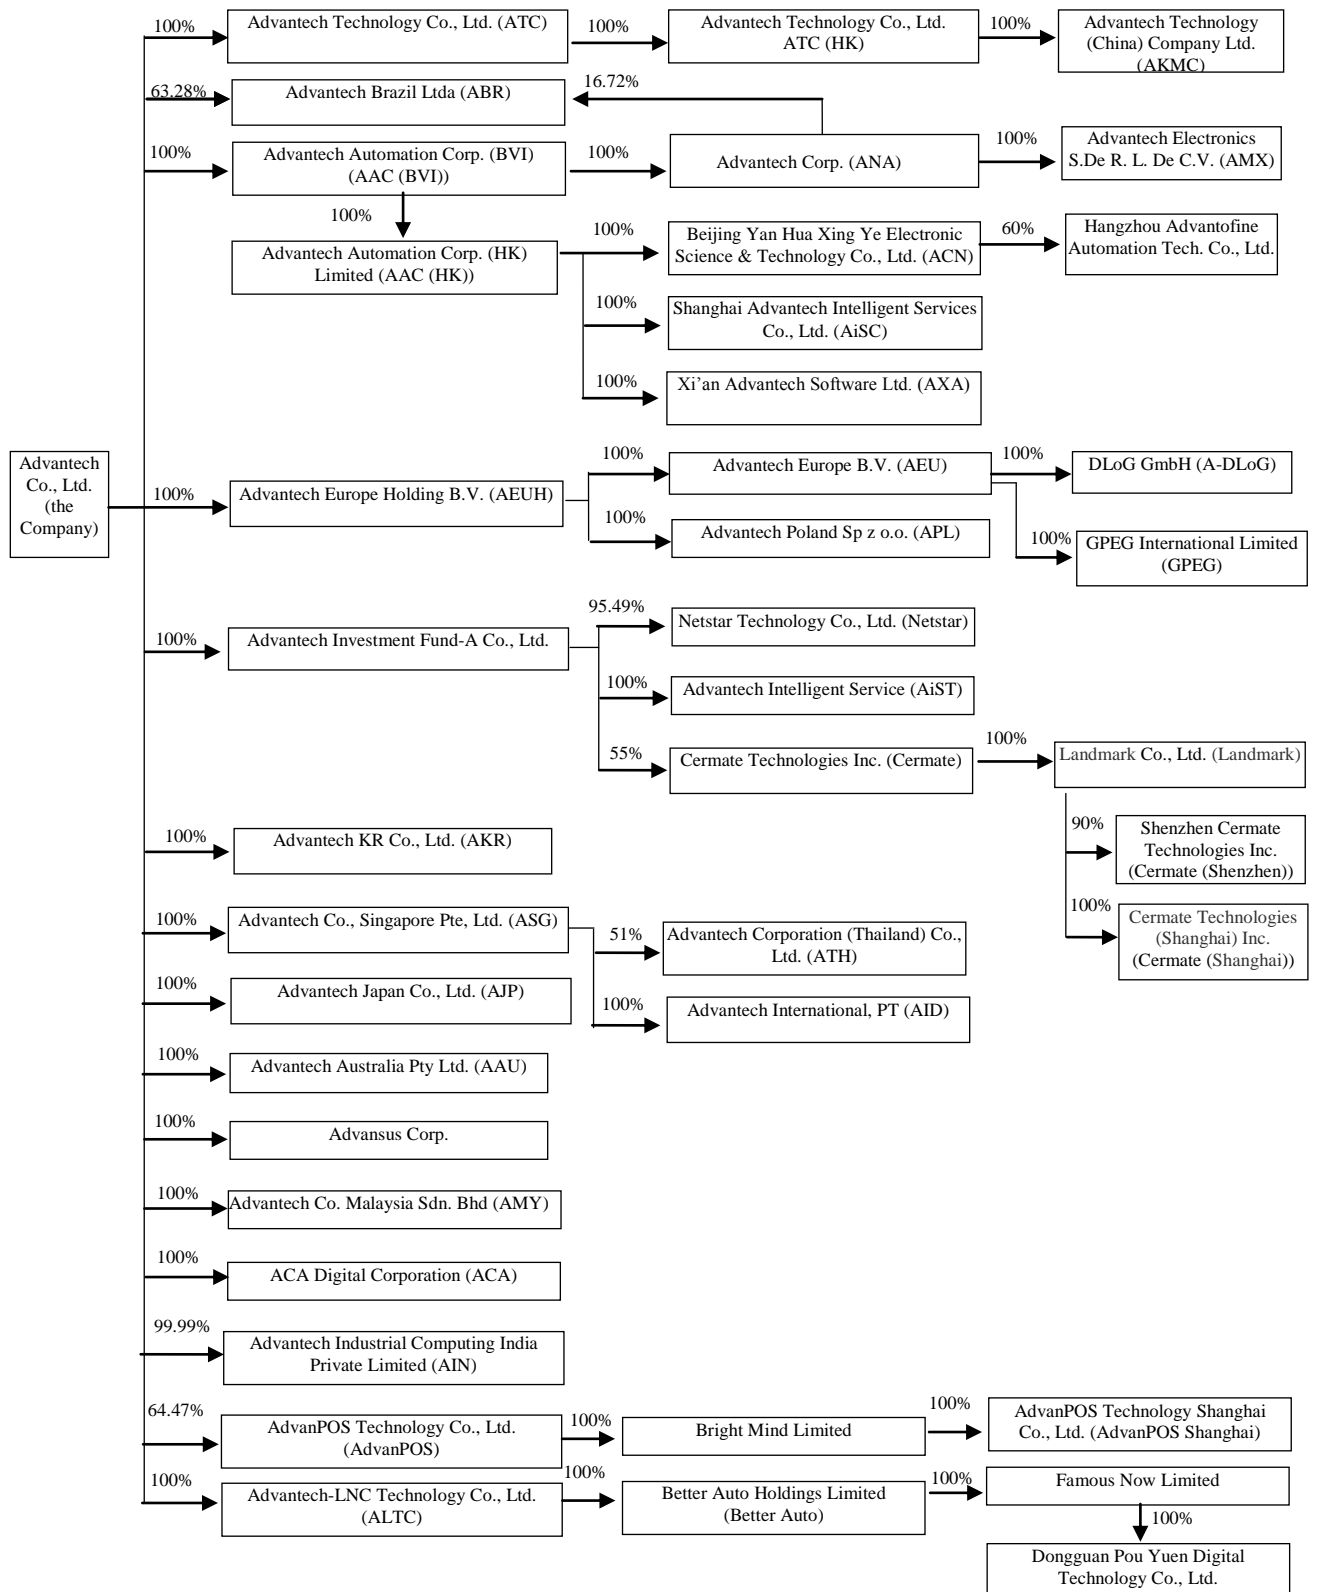 100%
Advantech Technology Co., Ltd. (ATC)
100%
Advantech Technology Co., Ltd.
ATC (HK)
100%
Advantech Technology
(China) Company Ltd.
(AKMC)
63.28%
Advantech Brazil Ltda (ABR)
16.72%
100%
Advantech Automation Corp. (BVI)
(AAC (BVI))
100%
Advantech Corp. (ANA)
100%
Advantech Electronics
S.De R. L. De C.V. (AMX)
100%
Advantech Automation Corp. (HK)
Limited (AAC (HK))
100%
Beijing Yan Hua Xing Ye Electronic
Science & Technology Co., Ltd. (ACN)
60%
Hangzhou Advantofine
Automation Tech. Co., Ltd.
100%
Shanghai Advantech Intelligent Services
Co., Ltd. (AiSC)
100%
Xi’an Advantech Software Ltd. (AXA)
Advantech
Co., Ltd.
(the
Company)
100%
Advantech Europe Holding B.V. (AEUH)
100%
Advantech Europe B.V. (AEU)
100%
DLoG GmbH (A-DLoG)
100%
Advantech Poland Sp z o.o. (APL)
100%
GPEG International Limited
(GPEG)
100%
Advantech Investment Fund-A Co., Ltd.
95.49%
Netstar Technology Co., Ltd. (Netstar)
100%
Advantech Intelligent Service (AiST)
55%
Cermate Technologies Inc. (Cermate)
100%
Landmark Co., Ltd. (Landmark)
90%
Shenzhen Cermate
Technologies Inc.
(Cermate (Shenzhen))
100%
Cermate Technologies
(Shanghai) Inc.
(Cermate (Shanghai))
100%
Advantech KR Co., Ltd. (AKR)
100%
Advantech Co., Singapore Pte, Ltd. (ASG)
51%
Advantech Corporation (Thailand) Co.,
Ltd. (ATH)
100%
Advantech International, PT (AID)
100%
Advantech Japan Co., Ltd. (AJP)
100%
Advantech Australia Pty Ltd. (AAU)
100%
Advansus Corp.
100%
Advantech Co. Malaysia Sdn. Bhd (AMY)
100%
ACA Digital Corporation (ACA)
99.99%
Advantech Industrial Computing India
Private Limited (AIN)
64.47%
AdvanPOS Technology Co., Ltd.
(AdvanPOS)
100%
Bright Mind Limited
100%
AdvanPOS Technology Shanghai
Co., Ltd. (AdvanPOS Shanghai)
100%
Advantech-LNC Technology Co., Ltd.
(ALTC)
100%
Better Auto Holdings Limited
(Better Auto)
100%
Famous Now Limited
100%
Dongguan Pou Yuen Digital
Technology Co., Ltd.